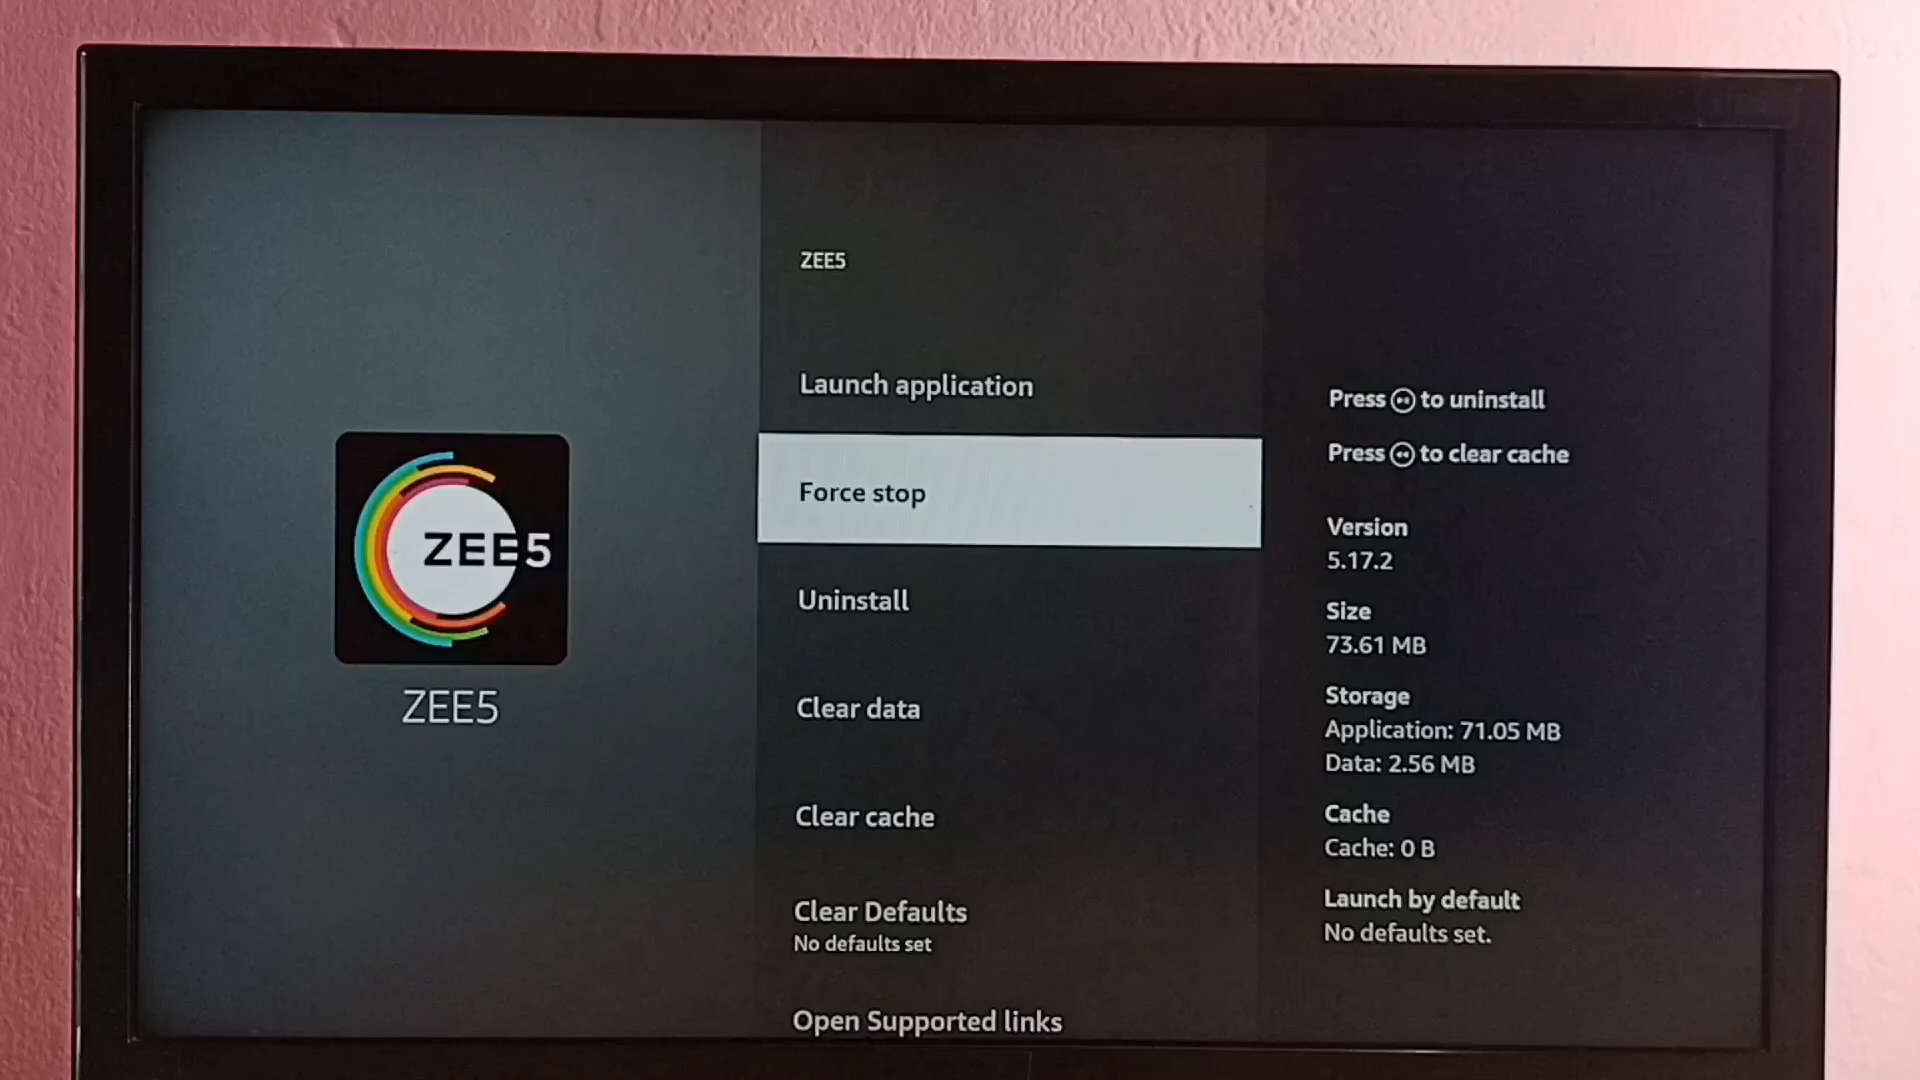 ZEE5
ZEE5
ZEE5
Launch application
Force stop
Uninstall
Clear data
Clear cache
Clear Defaults
No defaults set
Open Supported links
Press to uninstall
Press to clear cache
Version
5.17.2
Size
73.61 MB
Storage
Application: 71.05 MB
Data: 2.56 MB
Cache
Cache: 0 B
Launch by default
No defaults set.